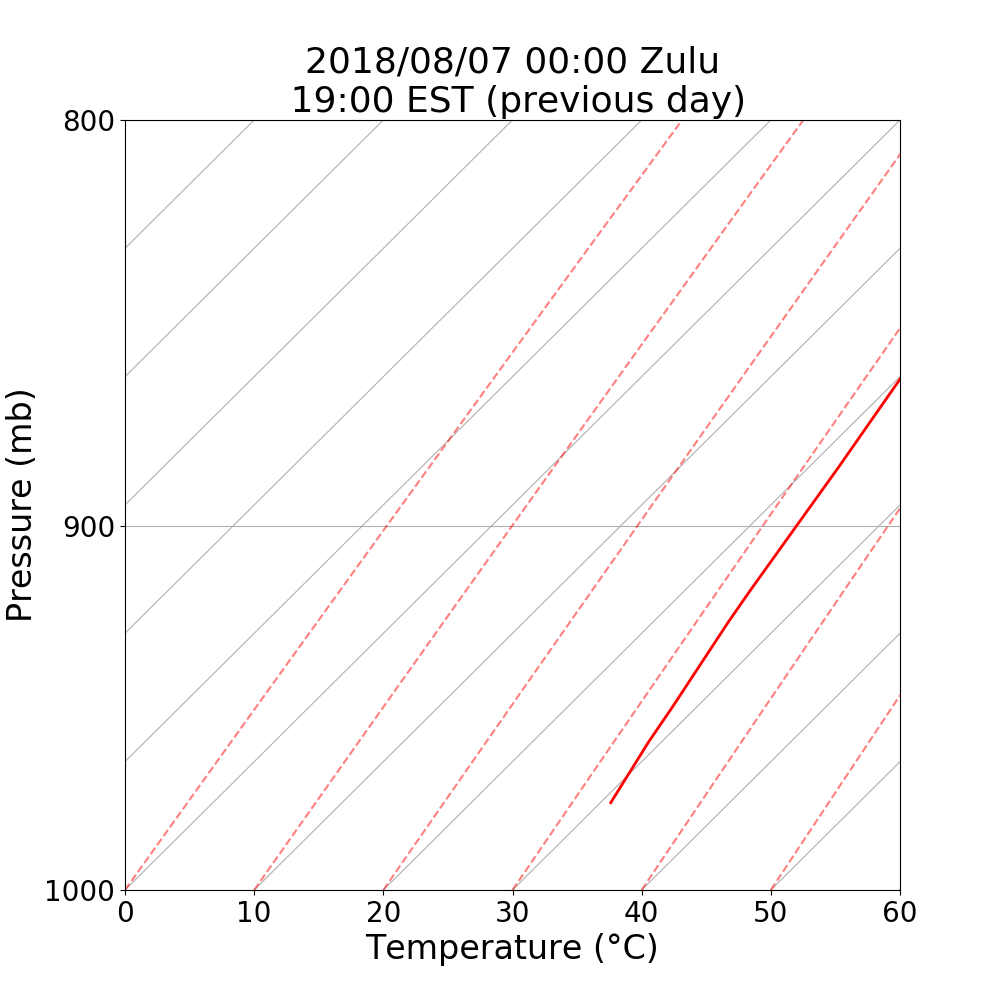 2018/08/07 00:00 Zulu
19:00 EST (previous day)
800
900
1000
Pressure (mb)
0 10 20 30 40 50 60
Temperature (°C)